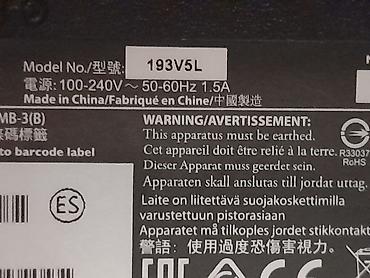 Model No./型號: 193V5L
電源: 100-240V ～ 50-60Hz 1.5A
Made in China/Fabriqué en Chine/中國製造
MB-3(B)
條碼標籤
to barcode label
WARNING/AVERTISSEMENT:
This apparatus must be earthed.
Cet appareil doit être relié à la terre.
Dieser Apparat muss geerdet sein.
Apparaten skall anslutas till jordat uttag.
Laite on liitettävä suojakoskettimilla
varustettuun pistorasiaan
Apparatet må tilkoples jordet stikkontakt
警語: 使用過度恐傷害視力。
R33037
RoHS
ES